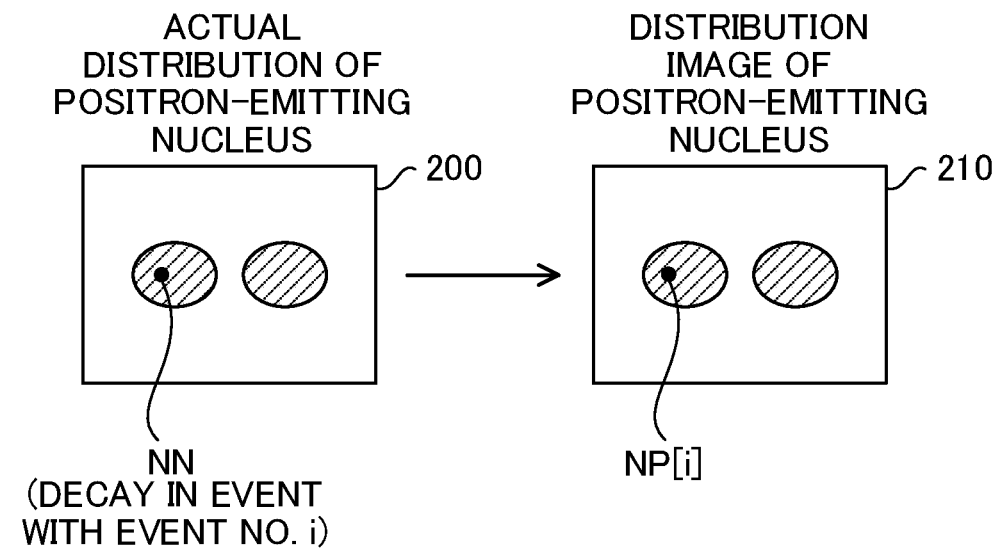 ACTUAL
DISTRIBUTION OF
POSITRON-EMITTING
NUCLEUS
200
NN
(DECAY IN EVENT
WITH EVENT NO. i)
DISTRIBUTION
IMAGE OF
POSITRON-EMITTING
NUCLEUS
210
NP[i]